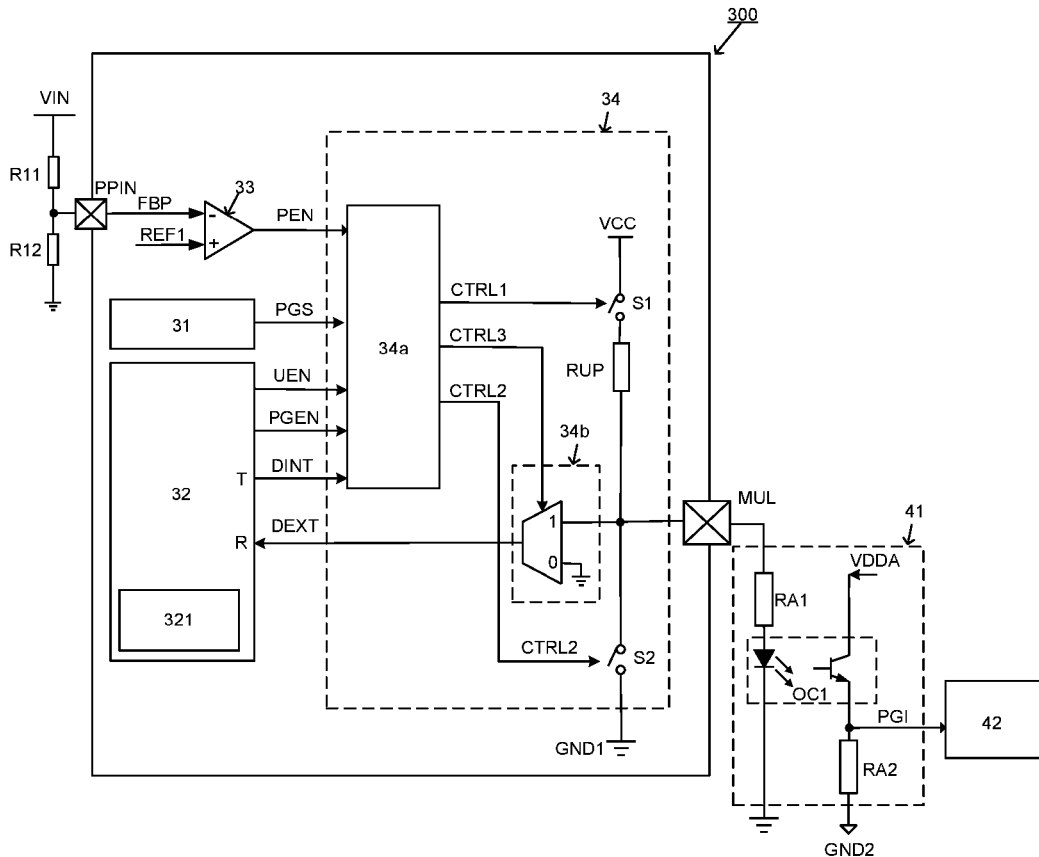 300
VIN
34
R11
PPIN
FBP
33
PEN
REF1
-
+
R12
VCC
CTRL1
S1
31
PGS
34a
CTRL3
RUP
UEN
CTRL2
PGEN
34b
32
T
DINT
MUL
1
41
R
DEXT
0
VDDA
RA1
321
CTRL2
S2
OC1
PGI
42
GND1
RA2
GND2